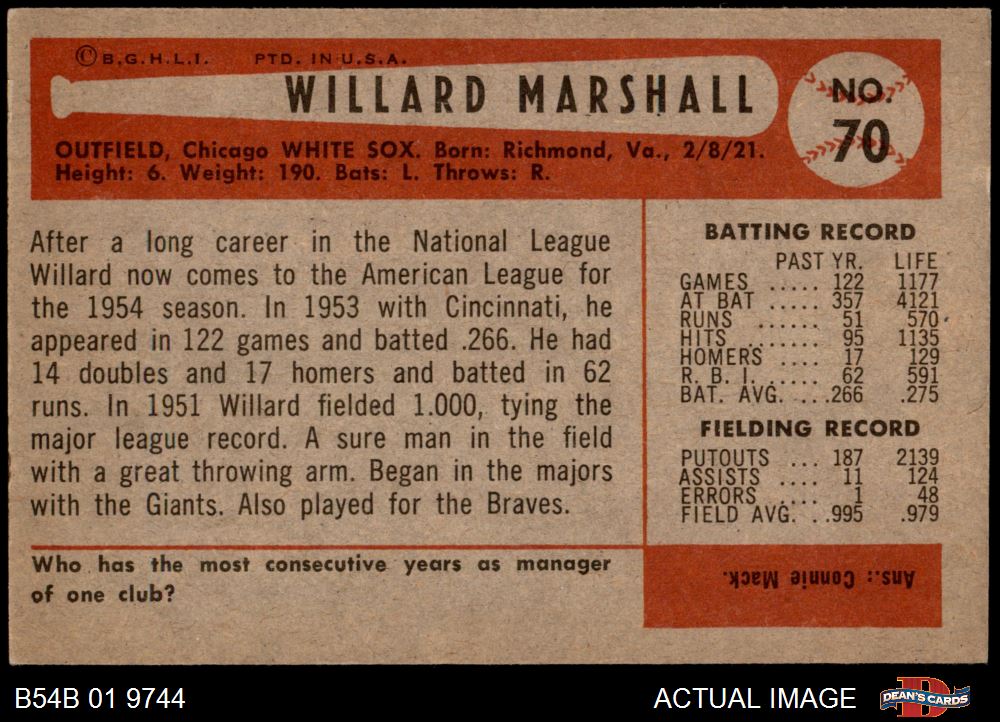 © B.G.H.L.I. PTD. IN U.S.A.
WILLARD MARSHALL
NO.
70
OUTFIELD, Chicago WHITE SOX. Born: Richmond, Va., 2/8/21.
Height: 6. Weight: 190. Bats: L. Throws: R.
After a long career in the National League
Willard now comes to the American League for
the 1954 season. In 1953 with Cincinnati, he
appeared in 122 games and batted .266. He had
14 doubles and 17 homers and batted in 62
runs. In 1951 Willard fielded 1.000, tying the
major league record. A sure man in the field
with a great throwing arm. Began in the majors
with the Giants. Also played for the Braves.
BATTING RECORD
PAST YR. LIFE
GAMES ..... 122 1177
AT BAT ..... 357 4121
RUNS ...... 51 570
HITS ....... 95 1135
HOMERS .... 17 129
R. B. I. ..... 62 591
BAT. AVG. ...266 .275
FIELDING RECORD
PUTOUTS ... 187 2139
ASSISTS .... 11 124
ERRORS .... 1 48
FIELD AVG. ..995 .979
Who has the most consecutive years as manager
of one club?
Ans.: Connie Mack.
B54B 01 9744
ACTUAL IMAGE
DEAN'S CARDS